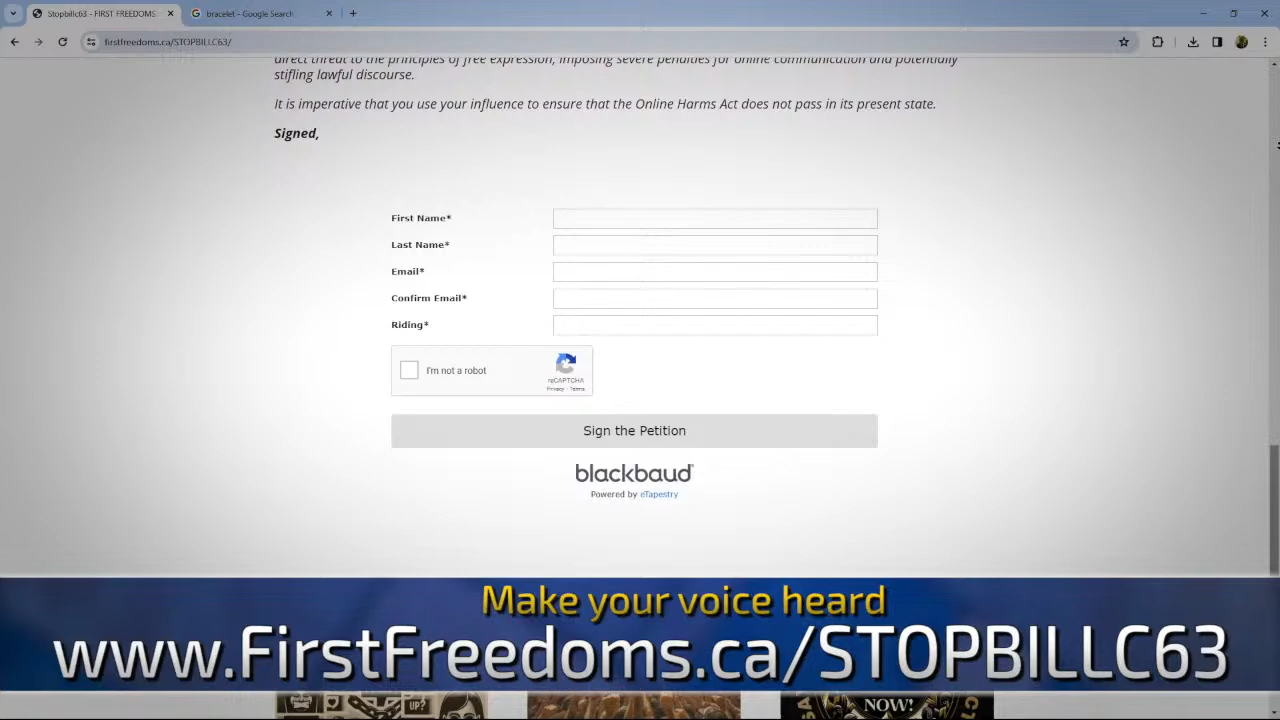 Stopbillc63 - FIRST FREEDOMS
bracelet - Google Search
firstfreedoms.ca/STOPBILLC63/
direct threat to the principles of free expression, imposing severe penalties for online communication and potentially
stifling lawful discourse.
It is imperative that you use your influence to ensure that the Online Harms Act does not pass in its present state.
Signed,
First Name*
Last Name*
Email*
Confirm Email*
Riding*
I'm not a robot
reCAPTCHA
Privacy - Terms
Sign the Petition
blackbaud
Powered by eTapestry
Make your voice heard
www.FirstFreedoms.ca/STOPBILLC63
UP?
NOW!